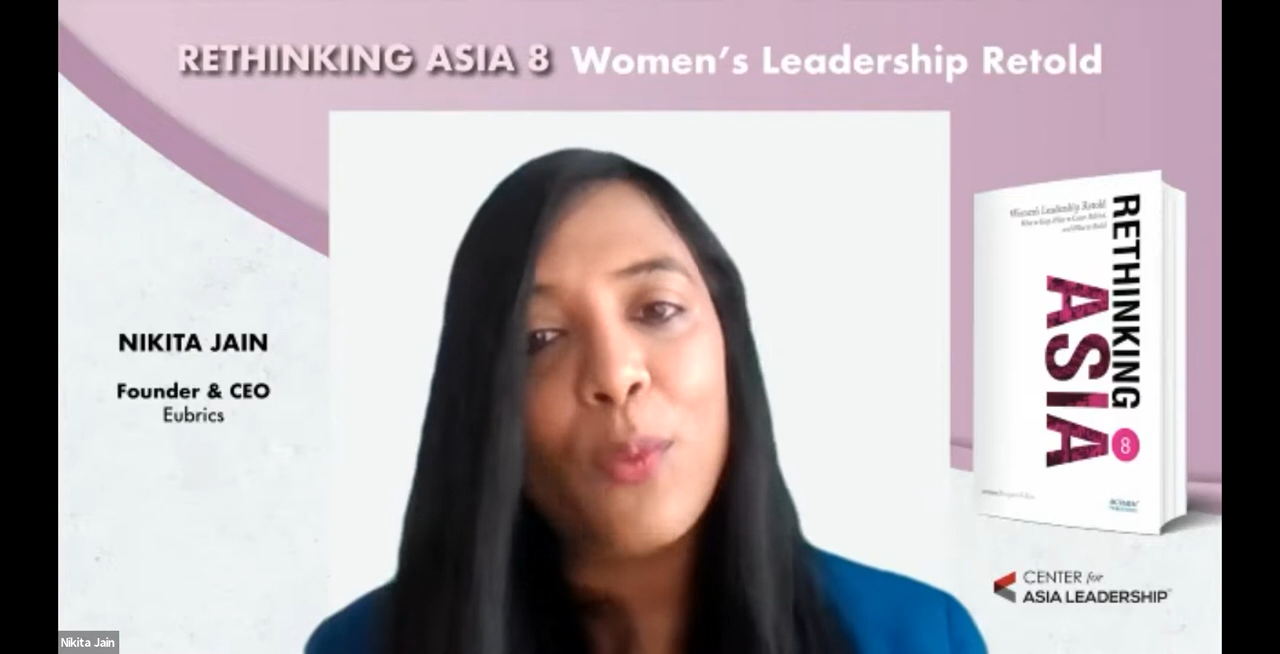 RETHINKING ASIA 8 Women's Leadership Retold
NIKITA JAIN
Founder & CEO
Eubrics
Women's Leadership Retold
RETHINKING
ASIA
8
CENTER for
ASIA LEADERSHIP
Nikita Jain